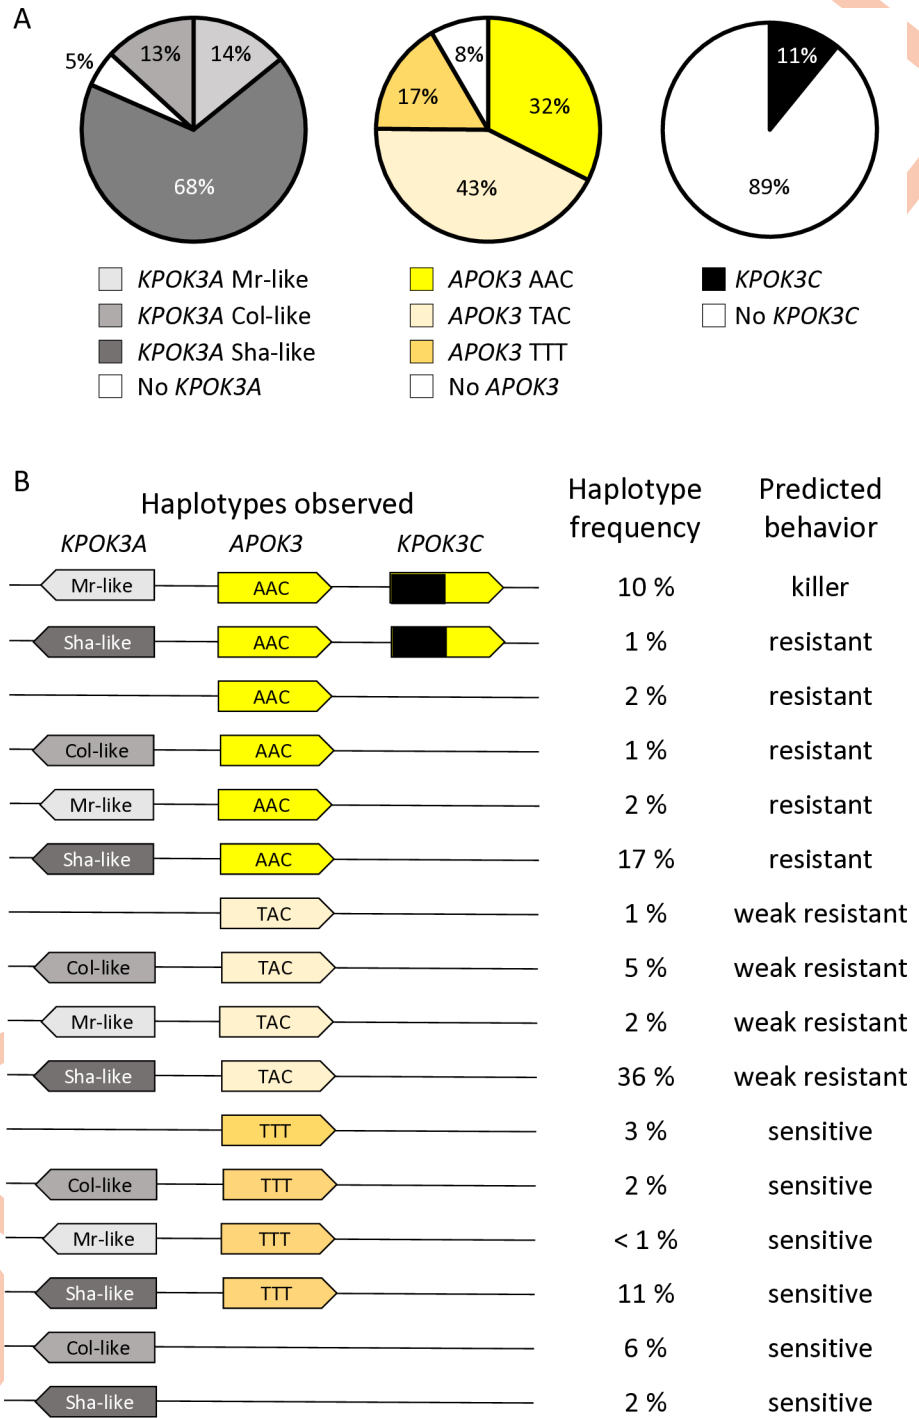 A
5% 13% 14%
68%
8%
17% 32%
43%
11%
89%
KPOK3A Mr-like
KPOK3A Col-like
KPOK3A Sha-like
No KPOK3A
APOK3 AAC
APOK3 TAC
APOK3 TTT
No APOK3
KPOK3C
No KPOK3C
B
Haplotypes observed
Haplotype frequency
Predicted behavior
KPOK3A APOK3 KPOK3C
Mr-like AAC 10 % killer
Sha-like AAC 1 % resistant
AAC 2 % resistant
Col-like AAC 1 % resistant
Mr-like AAC 2 % resistant
Sha-like AAC 17 % resistant
TAC 1 % weak resistant
Col-like TAC 5 % weak resistant
Mr-like TAC 2 % weak resistant
Sha-like TAC 36 % weak resistant
TTT 3 % sensitive
Col-like TTT 2 % sensitive
Mr-like TTT < 1 % sensitive
Sha-like TTT 11 % sensitive
Col-like 6 % sensitive
Sha-like 2 % sensitive